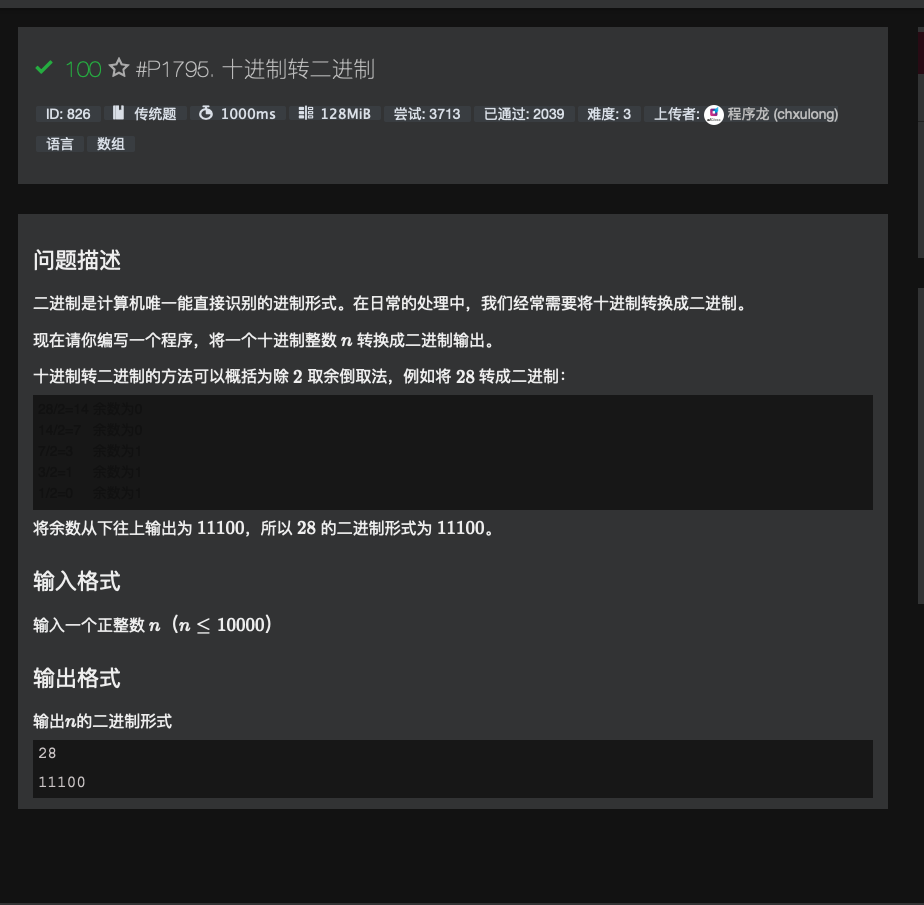 100 #P1795. 十进制转二进制
ID: 826 传统题 1000ms 128MiB 尝试: 3713 已通过: 2039 难度: 3 上传者: 程序龙 (chxulong)
语言 数组
问题描述
二进制是计算机唯一能直接识别的进制形式。在日常的处理中，我们经常需要将十进制转换成二进制。
现在请你编写一个程序，将一个十进制整数 n 转换成二进制输出。
十进制转二进制的方法可以概括为除 2 取余倒取法，例如将 28 转成二进制：
28/2=14 余数为0
14/2=7 余数为0
7/2=3 余数为1
3/2=1 余数为1
1/2=0 余数为1
将余数从下往上输出为 11100，所以 28 的二进制形式为 11100。
输入格式
输入一个正整数 n（n ≤ 10000）
输出格式
输出n的二进制形式
28
11100